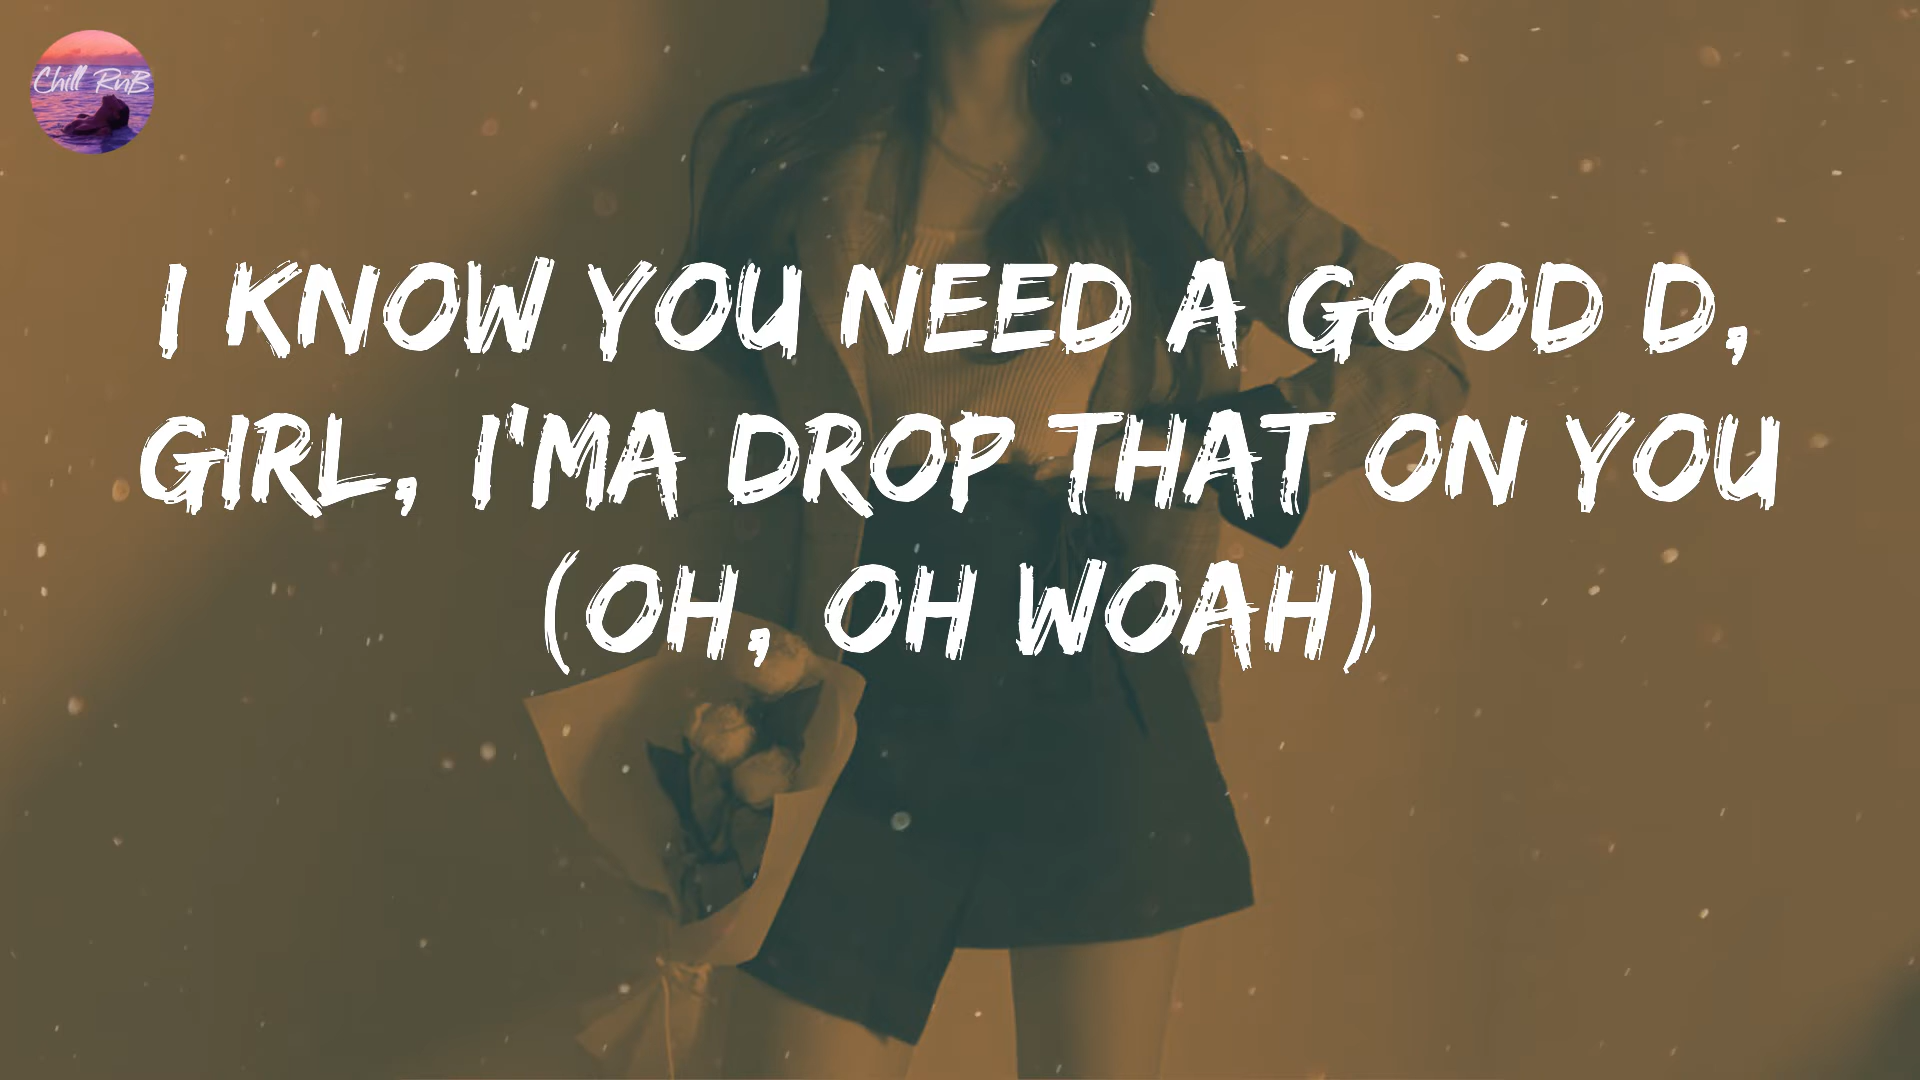 Chill RnB
I KNOW YOU NEED A GOOD D,
GIRL, I'MA DROP THAT ON YOU
(OH, OH WOAH)